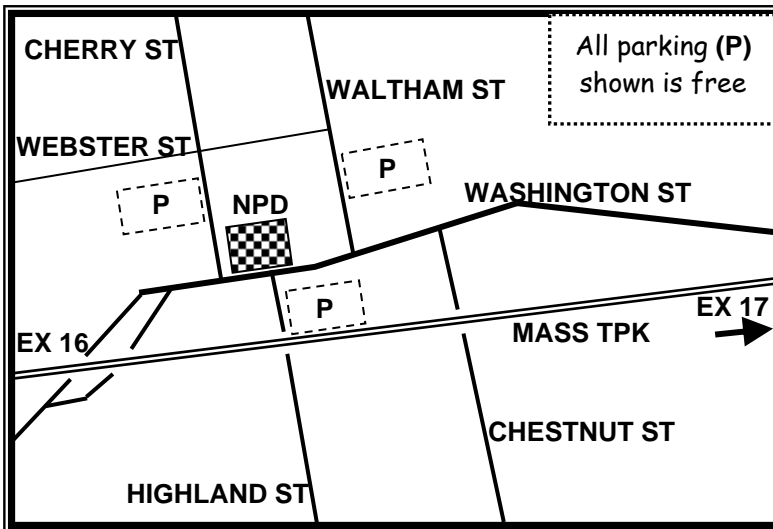 CHERRY ST
All parking (P)
shown is free
WALTHAM ST
WEBSTER ST
P
P
NPD
WASHINGTON ST
P
EX 17
EX 16
MASS TPK
CHESTNUT ST
HIGHLAND ST